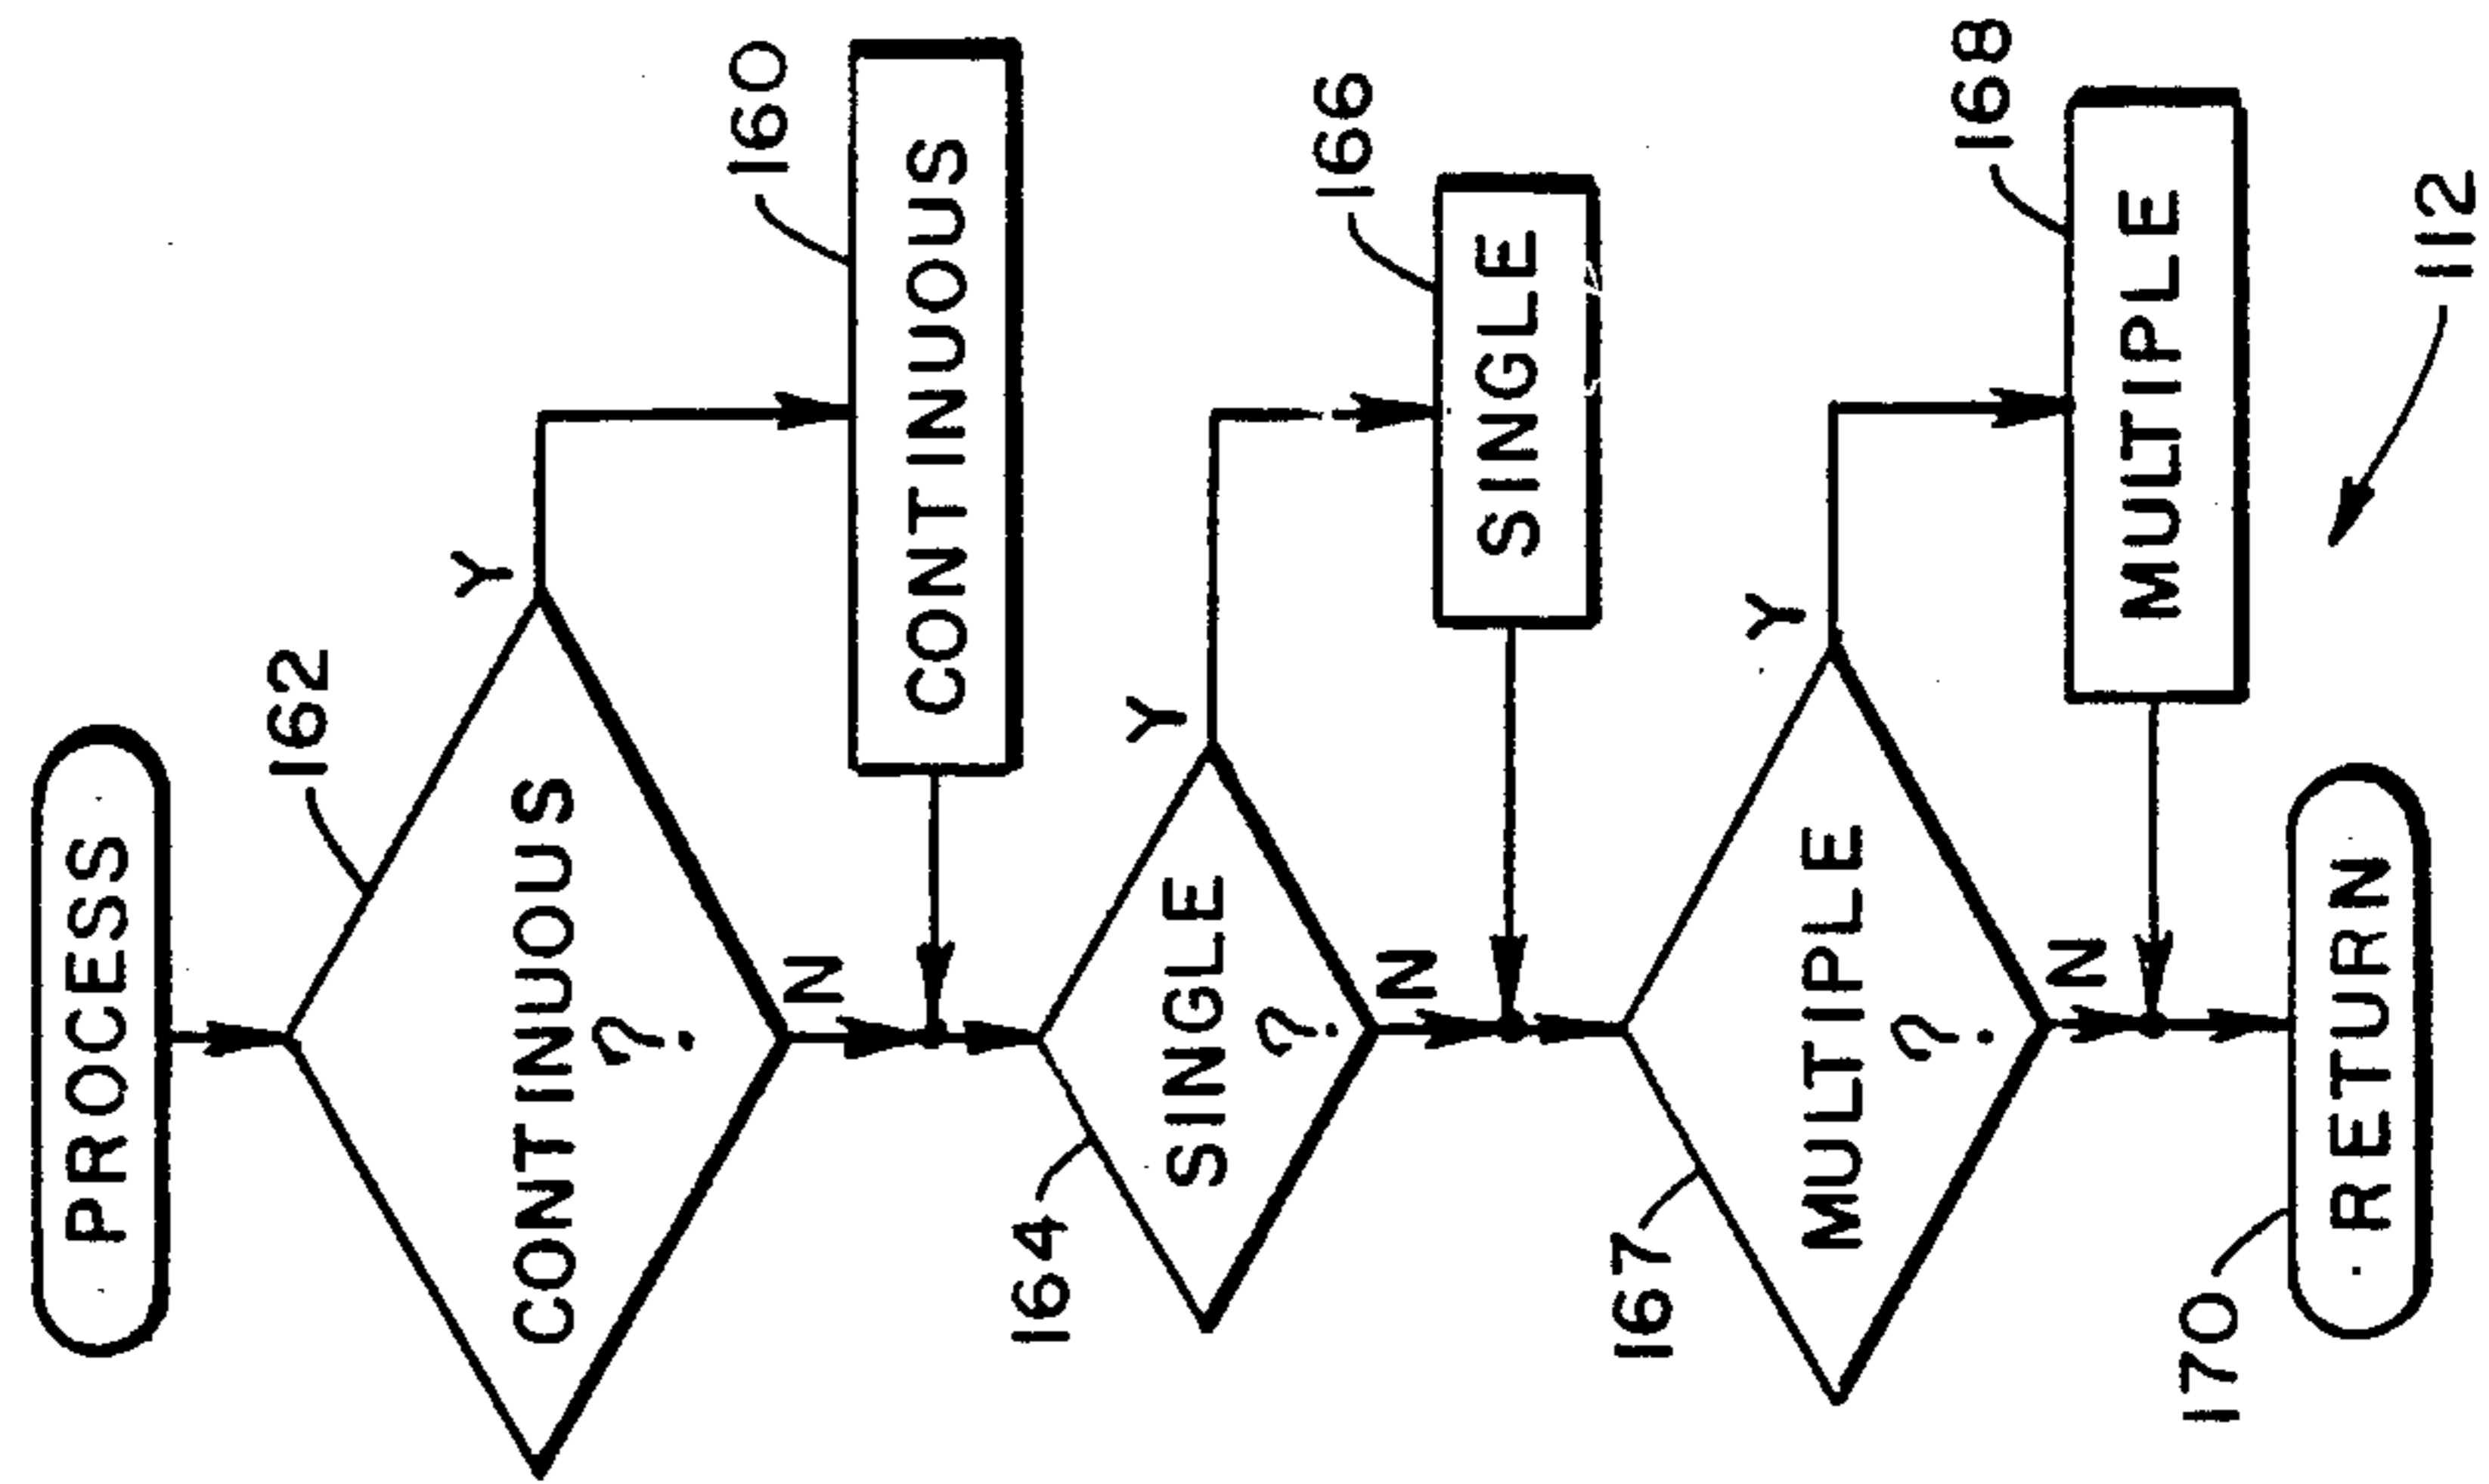 PROCESS
162
CONTINUOUS
?
Y
N
160
CONTINUOUS
164
SINGLE
?
Y
N
166
SINGLE
167
MULTIPLE
?
Y
N
168
MULTIPLE
170
RETURN
112